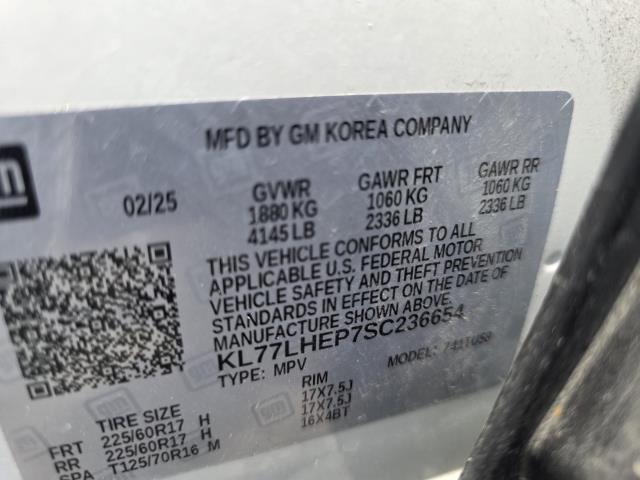 gm
MFD BY GM KOREA COMPANY
02/25 GVWR GAWR FRT GAWR RR
1880 KG 1060 KG 1060 KG
4145 LB 2336 LB 2336 LB
THIS VEHICLE CONFORMS TO ALL
APPLICABLE U.S. FEDERAL MOTOR
VEHICLE SAFETY AND THEFT PREVENTION
STANDARDS IN EFFECT ON THE DATE OF
MANUFACTURE SHOWN ABOVE.
KL77LHEP7SC236654
TYPE: MPV MODEL:
TIRE SIZE RIM
FRT 225/60R17 H 17X7.5J
RR 225/60R17 H 17X7.5J
SPA T125/70R16 M 16X4BT